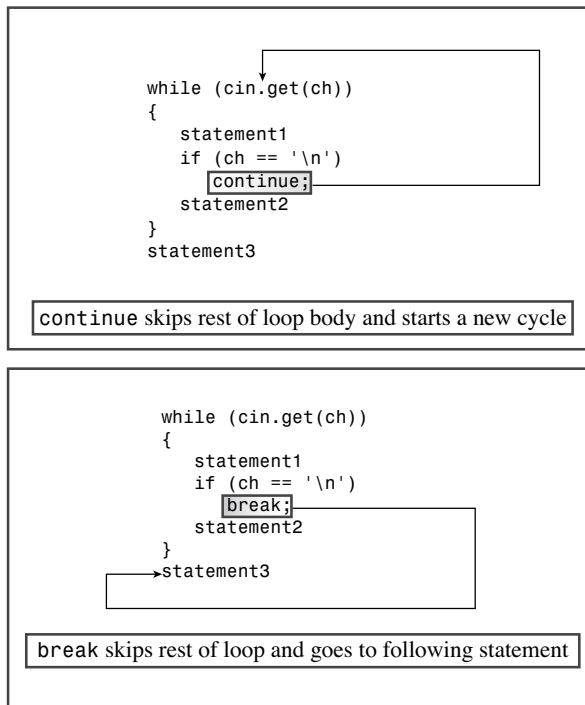 while (cin.get(ch))
{
statement1
if (ch == '\n')
continue;
statement2
}
statement3
continue skips rest of loop body and starts a new cycle
while (cin.get(ch))
{
statement1
if (ch == '\n')
break;
statement2
}
statement3
break skips rest of loop and goes to following statement